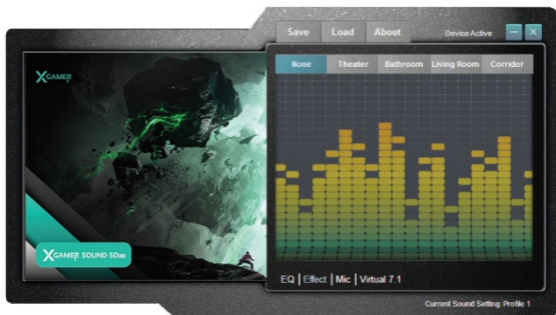 Save Load About Device Active
None Theater Bathroom Living Room Corridor
XGAMER
XGAMER SOUND SD20
EQ | Effect | Mic | Virtual 7.1
Current Sound Setting: Profile 1